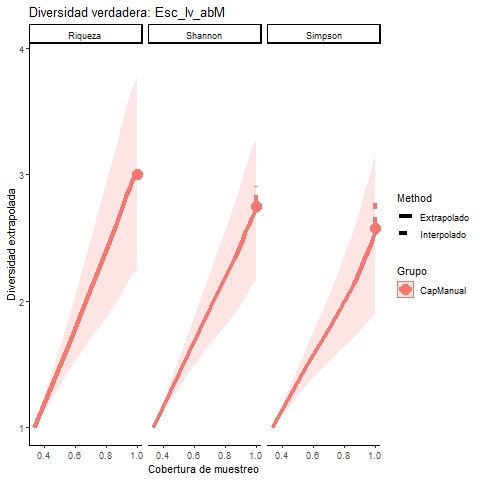 Diversidad verdadera: Esc_lv_abM
Riqueza
Shannon
Simpson
4
3
2
1
Diversidad extrapolada
0.4 0.6 0.8 1.0
0.4 0.6 0.8 1.0
0.4 0.6 0.8 1.0
Cobertura de muestreo
Method
Extrapolado
Interpolado
Grupo
CapManual